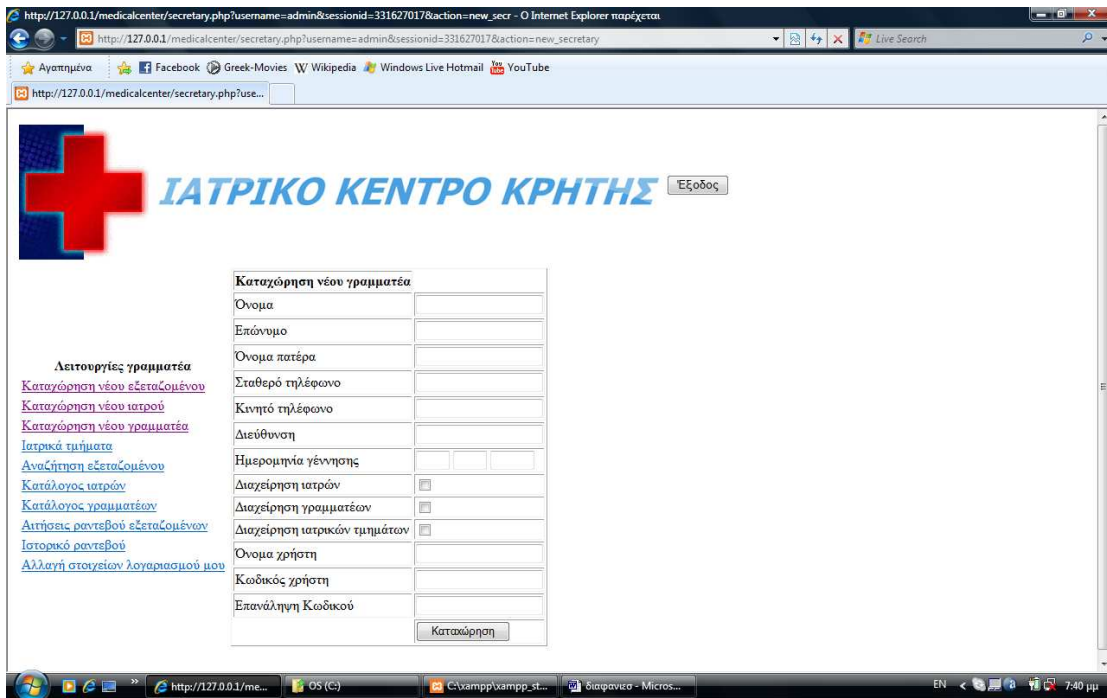 http://127.0.0.1/medicalcenter/secretary.php?username=admin&sessionid=331627017&action=new_secr - Ο Internet Explorer παρέχεται
http://127.0.0.1/medicalcenter/secretary.php?username=admin&sessionid=331627017&action=new_secretary
Live Search
Αγαπημένα Facebook Greek-Movies W Wikipedia Windows Live Hotmail YouTube
http://127.0.0.1/medicalcenter/secretary.php?use...
ΙΑΤΡΙΚΟ ΚΕΝΤΡΟ ΚΡΗΤΗΣ
Έξοδος
Λειτουργίες γραμματέα
Καταχώρηση νέου εξεταζομένου
Καταχώρηση νέου ιατρού
Καταχώρηση νέου γραμματέα
Ιατρικά τμήματα
Αναζήτηση εξεταζομένου
Κατάλογος ιατρών
Κατάλογος γραμματέων
Αιτήσεις ραντεβού εξεταζομένων
Ιστορικό ραντεβού
Αλλαγή στοιχείων λογαριασμού μου
Καταχώρηση νέου γραμματέα
Όνομα
Επώνυμο
Όνομα πατέρα
Σταθερό τηλέφωνο
Κινητό τηλέφωνο
Διεύθυνση
Ημερομηνία γέννησης
Διαχείρηση ιατρών
Διαχείρηση γραμματέων
Διαχείρηση ιατρικών τμημάτων
Όνομα χρήστη
Κωδικός χρήστη
Επανάληψη Κωδικού
Καταχώρηση
http://127.0.0.1/me... OS (C:) C:\xampp\xampp_st... διαφανιεσ - Micros... EN 7:40 μμ